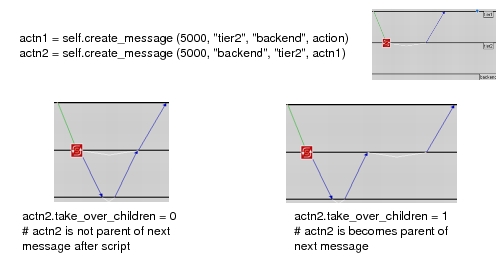 actn1 = self.create_message (5000, "tier2", "backend", action)
actn2 = self.create_message (5000, "backend", "tier2", actn1)
tier1
tier2
backend
actn2.take_over_children = 0
# actn2 is not parent of next
message after script
actn2.take_over_children = 1
# actn2 is becomes parent of
next message